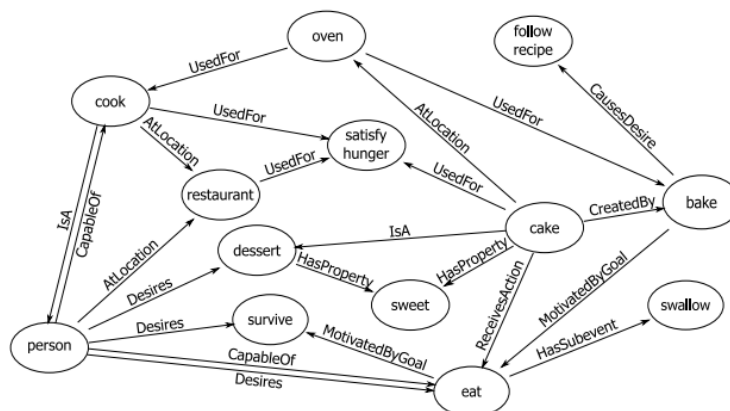 oven
follow
recipe
UsedFor
cook
UsedFor
UsedFor
CausesDesire
AtLocation
AtLocation
satisfy
hunger
UsedFor
UsedFor
restaurant
IsA
CapableOf
cake
CreatedBy
bake
AtLocation
IsA
dessert
HasProperty
HasProperty
Desires
sweet
ReceivesAction
MotivatedByGoal
swallow
Desires
survive
MotivatedByGoal
HasSubevent
person
CapableOf
Desires
eat